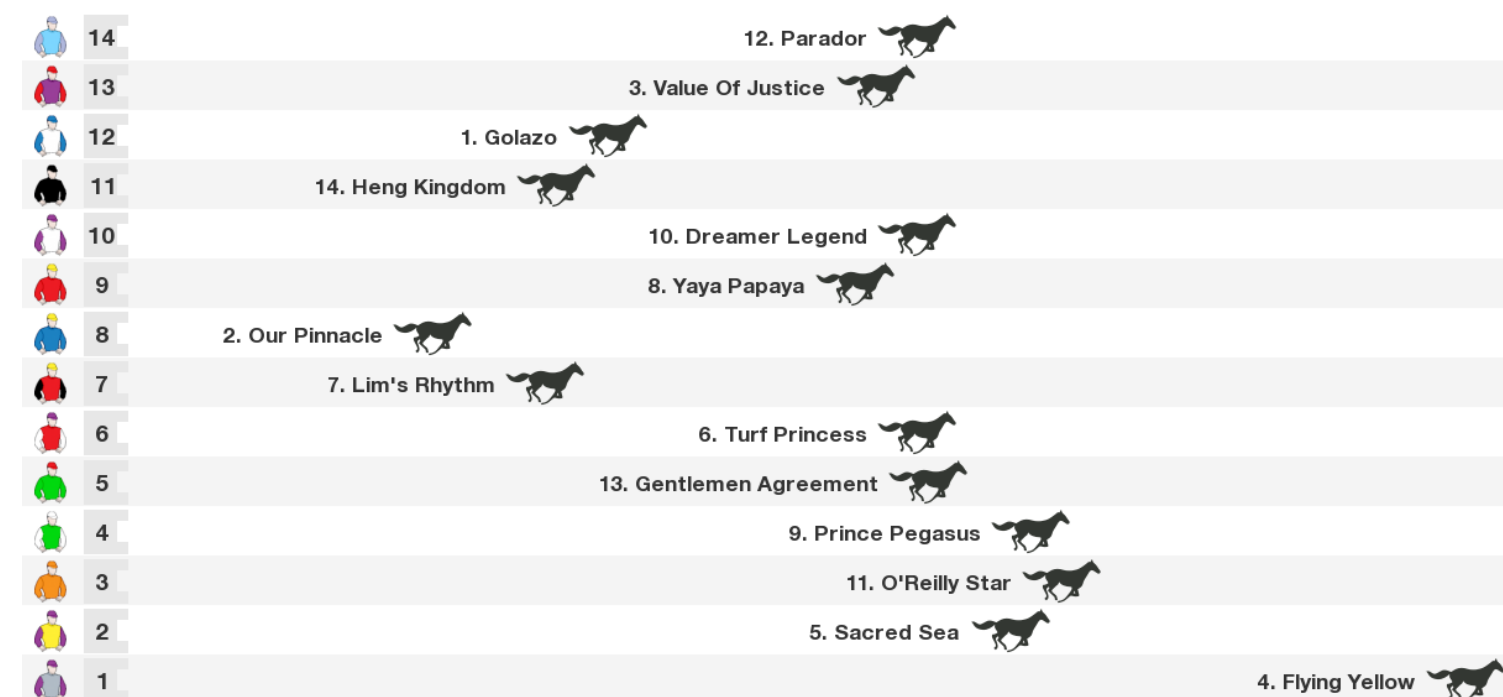 14 12. Parador
13 3. Value Of Justice
12 1. Golazo
11 14. Heng Kingdom
10 10. Dreamer Legend
9 8. Yaya Papaya
8 2. Our Pinnacle
7 7. Lim's Rhythm
6 6. Turf Princess
5 13. Gentlemen Agreement
4 9. Prince Pegasus
3 11. O'Reilly Star
2 5. Sacred Sea
1 4. Flying Yellow